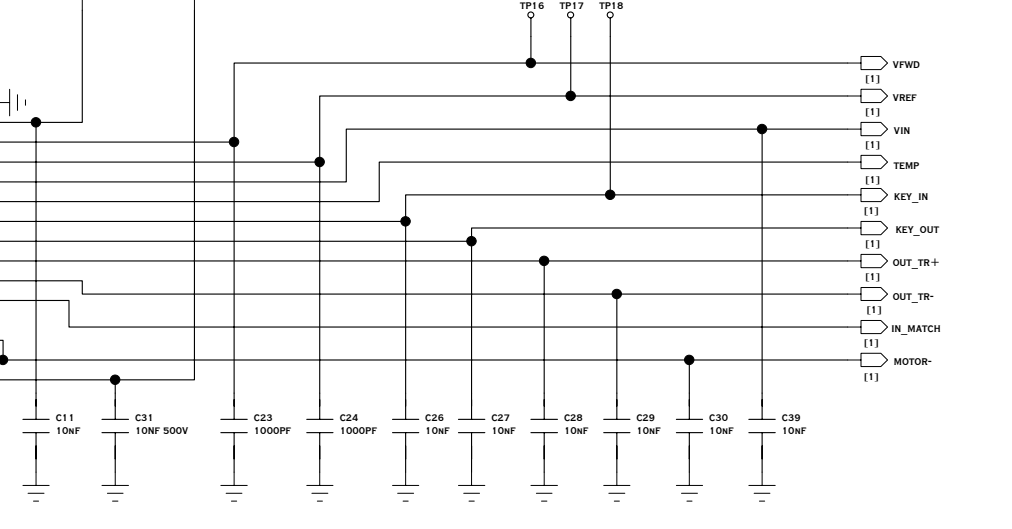 TP16 TP17 TP18
VFWD
[1]
VREF
[1]
VIN
[1]
TEMP
[1]
KEY_IN
[1]
KEY_OUT
[1]
OUT_TR+
[1]
OUT_TR-
[1]
IN_MATCH
[1]
MOTOR-
[1]
C11 C31 C23 C24 C26 C27 C28 C29 C30 C39
10NF 10NF 500V 1000PF 1000PF 10NF 10NF 10NF 10NF 10NF 10NF